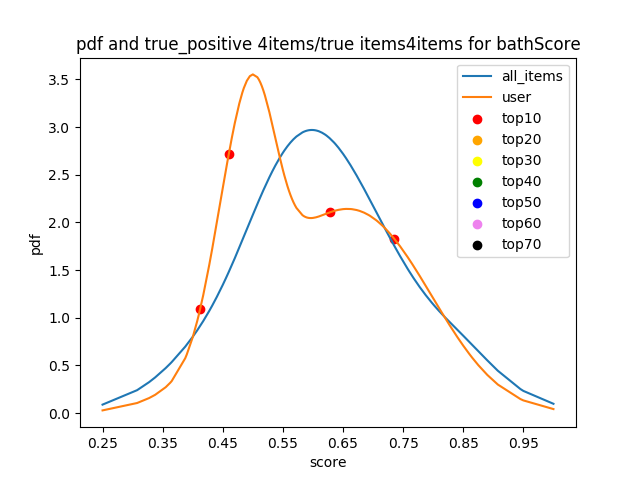 pdf and true_positive 4items/true items4items for bathScore
all_items
user
top10
top20
top30
top40
top50
top60
top70
pdf
3.5
3.0
2.5
2.0
1.5
1.0
0.5
0.0
0.25 0.35 0.45 0.55 0.65 0.75 0.85 0.95
score